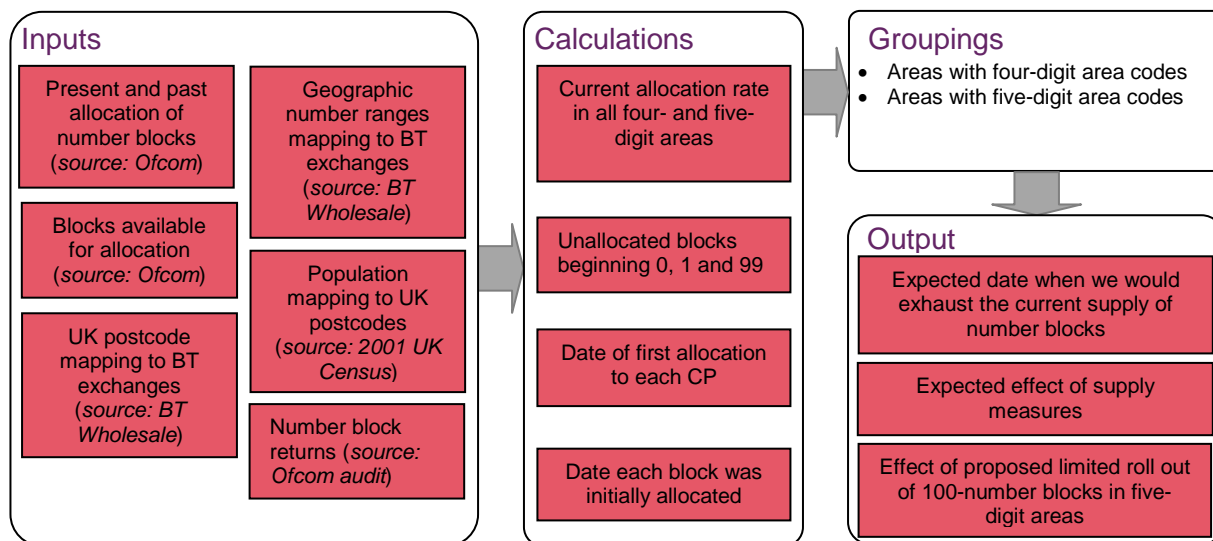 Inputs
Present and past
allocation of
number blocks
(source: Ofcom)
Blocks available
for allocation
(source: Ofcom)
UK postcode
mapping to BT
exchanges
(source: BT
Wholesale)
Geographic
number ranges
mapping to BT
exchanges
(source: BT
Wholesale)
Population
mapping to UK
postcodes
(source: 2001 UK
Census)
Number block
returns (source:
Ofcom audit)
Calculations
Current allocation rate
in all four- and five-
digit areas
Unallocated blocks
beginning 0, 1 and 99
Date of first allocation
to each CP
Date each block was
initially allocated
Groupings
• Areas with four-digit area codes
• Areas with five-digit area codes
Output
Expected date when we would
exhaust the current supply of
number blocks
Expected effect of supply
measures
Effect of proposed limited roll out
of 100-number blocks in five-
digit areas